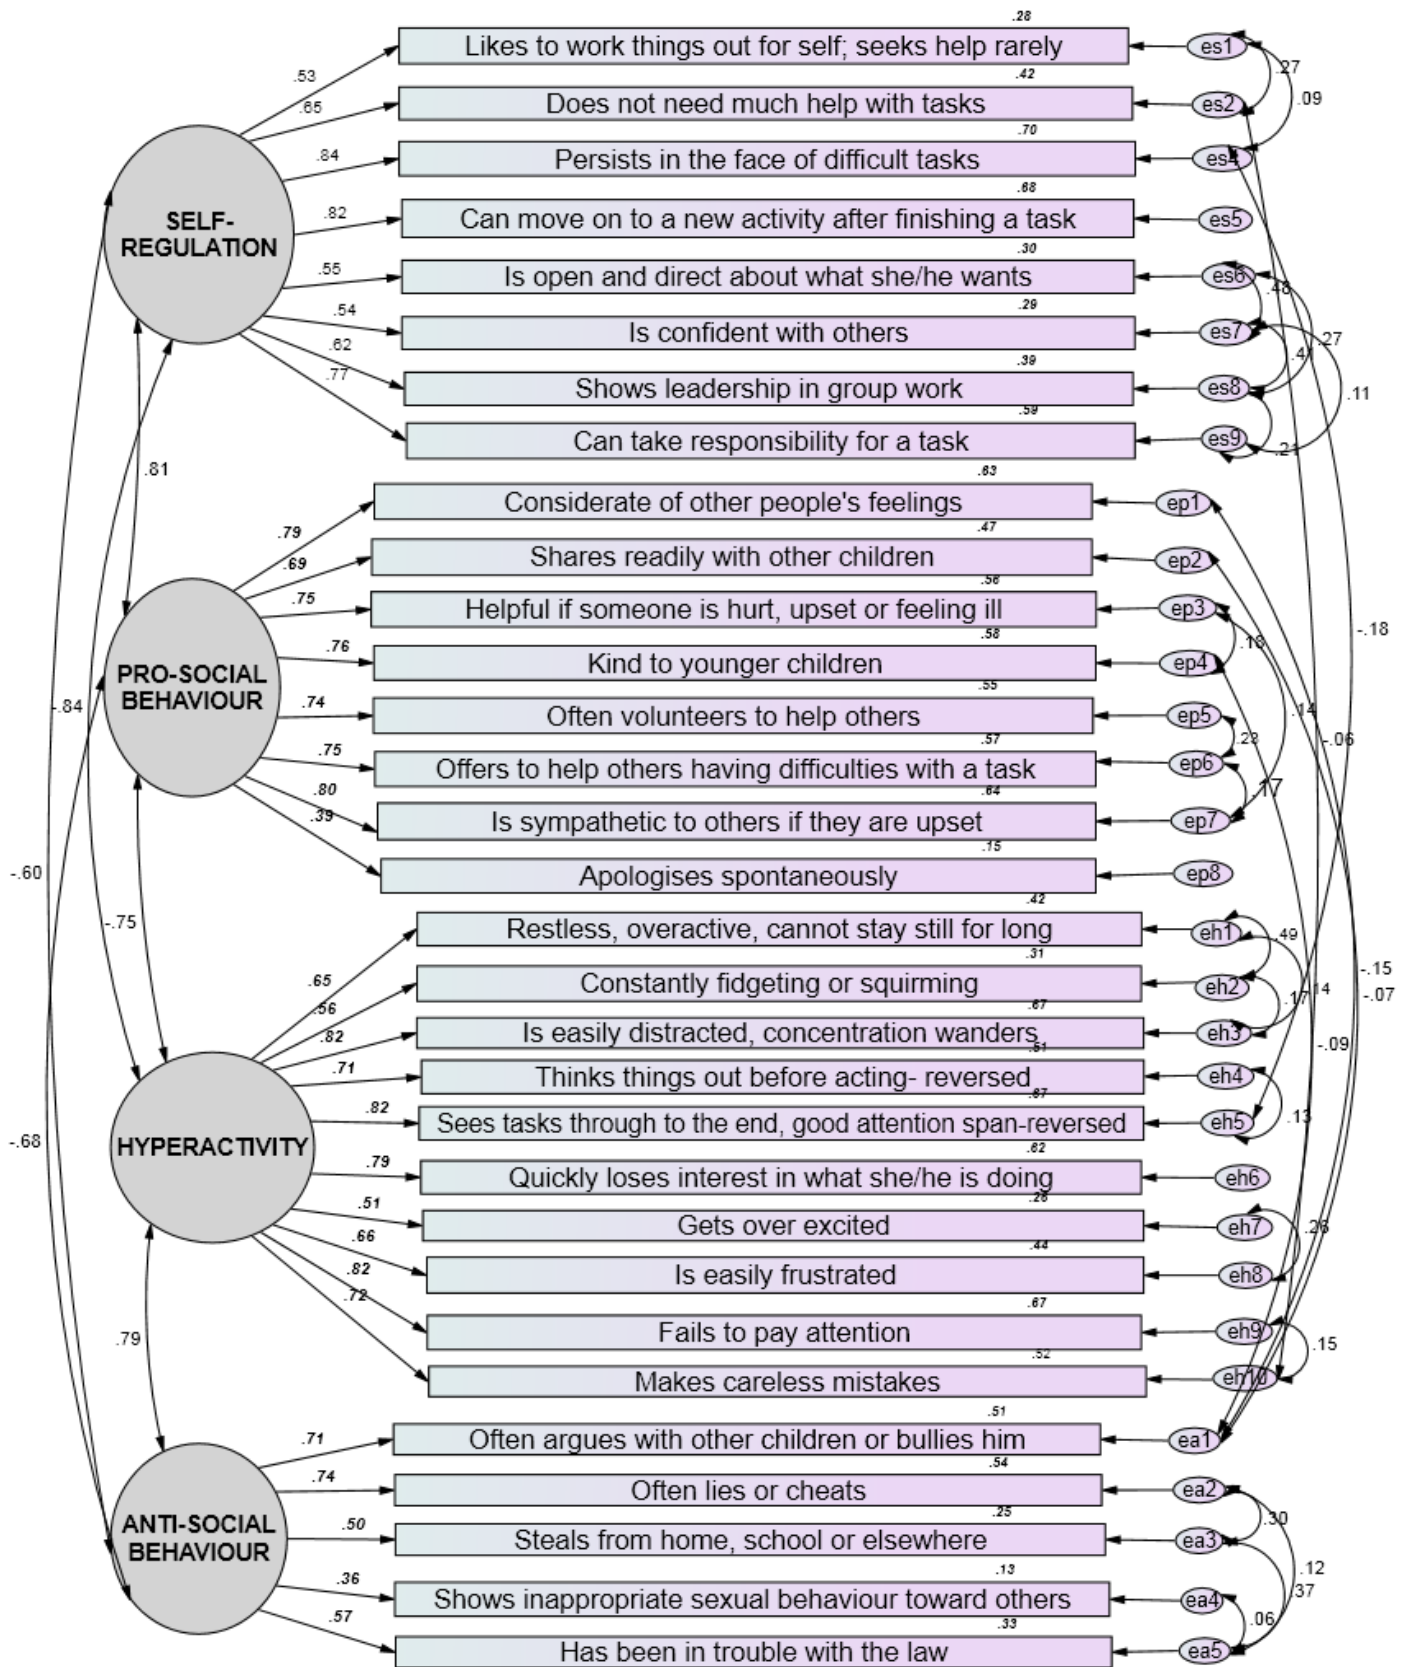 .28
Likes to work things out for self; seeks help rarely
es1
.53
.27
.42
.65
Does not need much help with tasks
es2
.09
.70
.84
Persists in the face of difficult tasks
es4
.68
SELF-
REGULATION
.82
Can move on to a new activity after finishing a task
es5
.30
.55
Is open and direct about what she/he wants
es6
.48
.29
.54
Is confident with others
es7
.27
.39
.62
.77
Shows leadership in group work
es8
.11
.59
Can take responsibility for a task
es9
.21
.81
.63
Considerate of other people's feelings
ep1
.79
.47
.69
Shares readily with other children
ep2
.56
.75
Helpful if someone is hurt, upset or feeling ill
ep3
-.18
.18
.58
PRO-SOCIAL
BEHAVIOUR
.76
Kind to younger children
ep4
.55
-.84
.74
Often volunteers to help others
ep5
.14
.23
-.06
.57
.75
Offers to help others having difficulties with a task
ep6
.17
.64
.80
.39
Is sympathetic to others if they are upset
ep7
.15
-.60
Apologises spontaneously
ep8
.42
-.75
Restless, overactive, cannot stay still for long
eh1
.49
.31
.65
Constantly fidgeting or squirming
eh2
-.15
.17
.14
-.07
.67
.56
.82
Is easily distracted, concentration wanders
eh3
-.09
.51
.71
Thinks things out before acting- reversed
eh4
.67
.82
Sees tasks through to the end, good attention span-reversed
eh5
.13
-.68
HYPERACTIVITY
.62
.79
Quickly loses interest in what she/he is doing
eh6
.26
.51
Gets over excited
eh7
.26
.44
.66
Is easily frustrated
eh8
.67
.82
.72
Fails to pay attention
eh9
.79
.15
.52
Makes careless mistakes
eh10
.51
.71
Often argues with other children or bullies him
ea1
.54
.74
Often lies or cheats
ea2
.30
.25
ANTI-SOCIAL
BEHAVIOUR
.50
Steals from home, school or elsewhere
ea3
.12
.37
.13
.36
Shows inappropriate sexual behaviour toward others
ea4
.06
.33
.57
Has been in trouble with the law
ea5